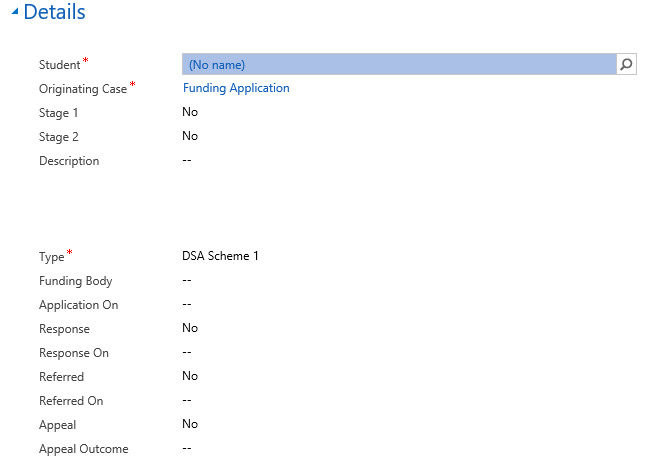 Details
Student* (No name)
Originating Case* Funding Application
Stage 1 No
Stage 2 No
Description --
Type* DSA Scheme 1
Funding Body --
Application On --
Response No
Response On --
Referred No
Referred On --
Appeal No
Appeal Outcome --